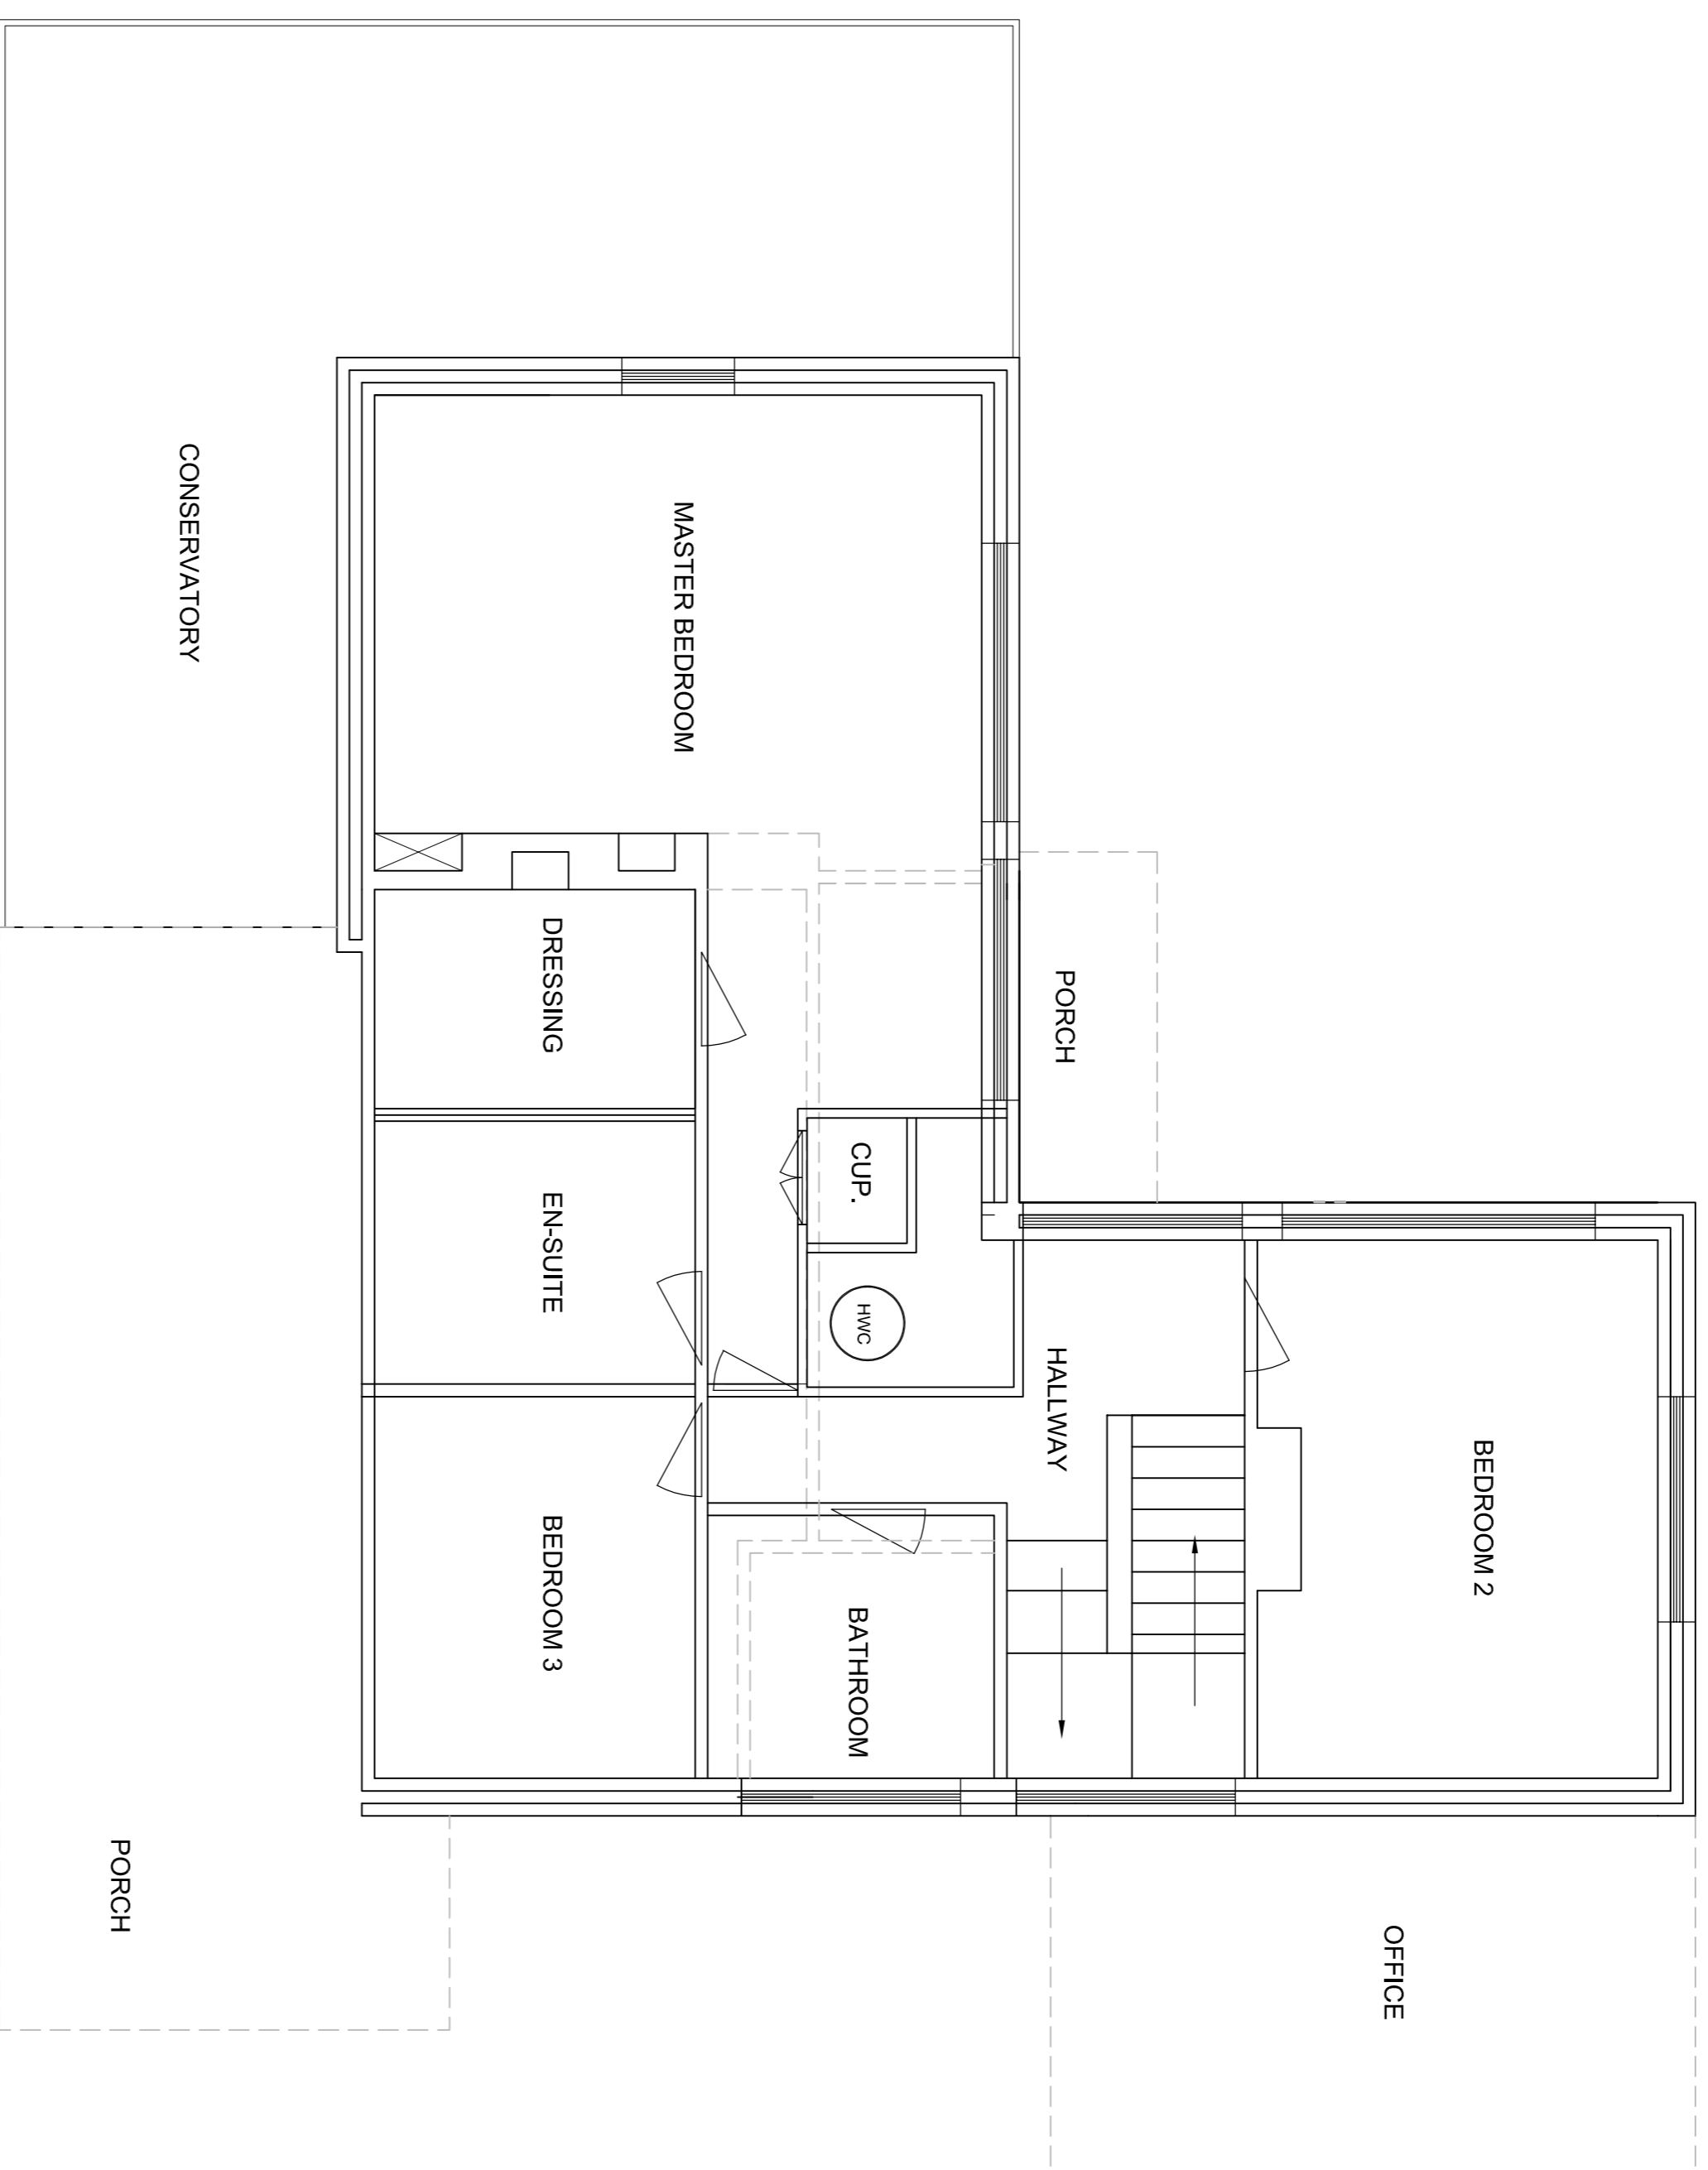 OFFICE
BEDROOM 2
PORCH
HALLWAY
CUP.
HWC
BATHROOM
MASTER BEDROOM
DRESSING
EN-SUITE
BEDROOM 3
CONSERVATORY
PORCH